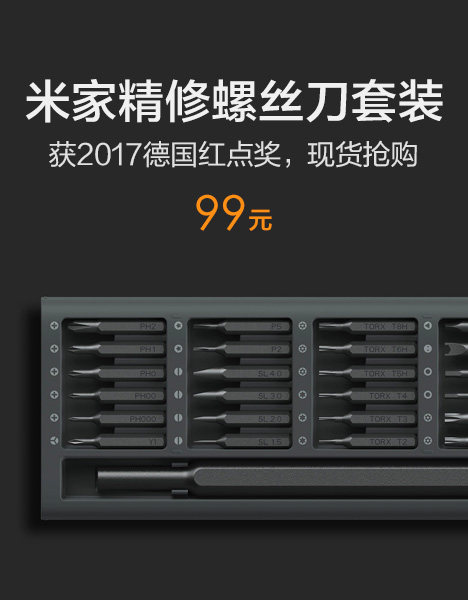 米家精修螺丝刀套装
获2017德国红点奖，现货抢购
99元
PH2 P5 TORX T8H
PH1 P2 TORX T6H
PH0 SL4.0 TORX T5H
PH00 SL3.0 TORX T4
PH000 SL2.0 TORX T3
Y1 SL1.5 TORX T2